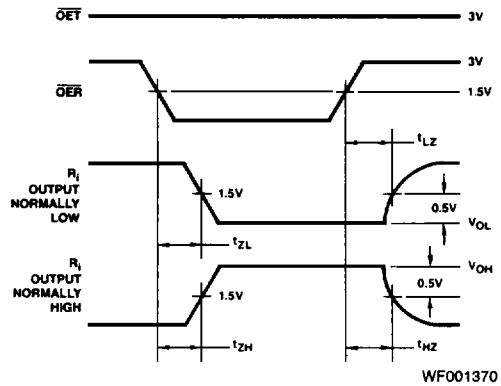 OET
3V
3V
OER
1.5V
tLZ
Ri
OUTPUT
NORMALLY
LOW
1.5V
0.5V
VOL
tZL
Ri
OUTPUT
NORMALLY
HIGH
VOH
1.5V
0.5V
tZH
tHZ
WF001370